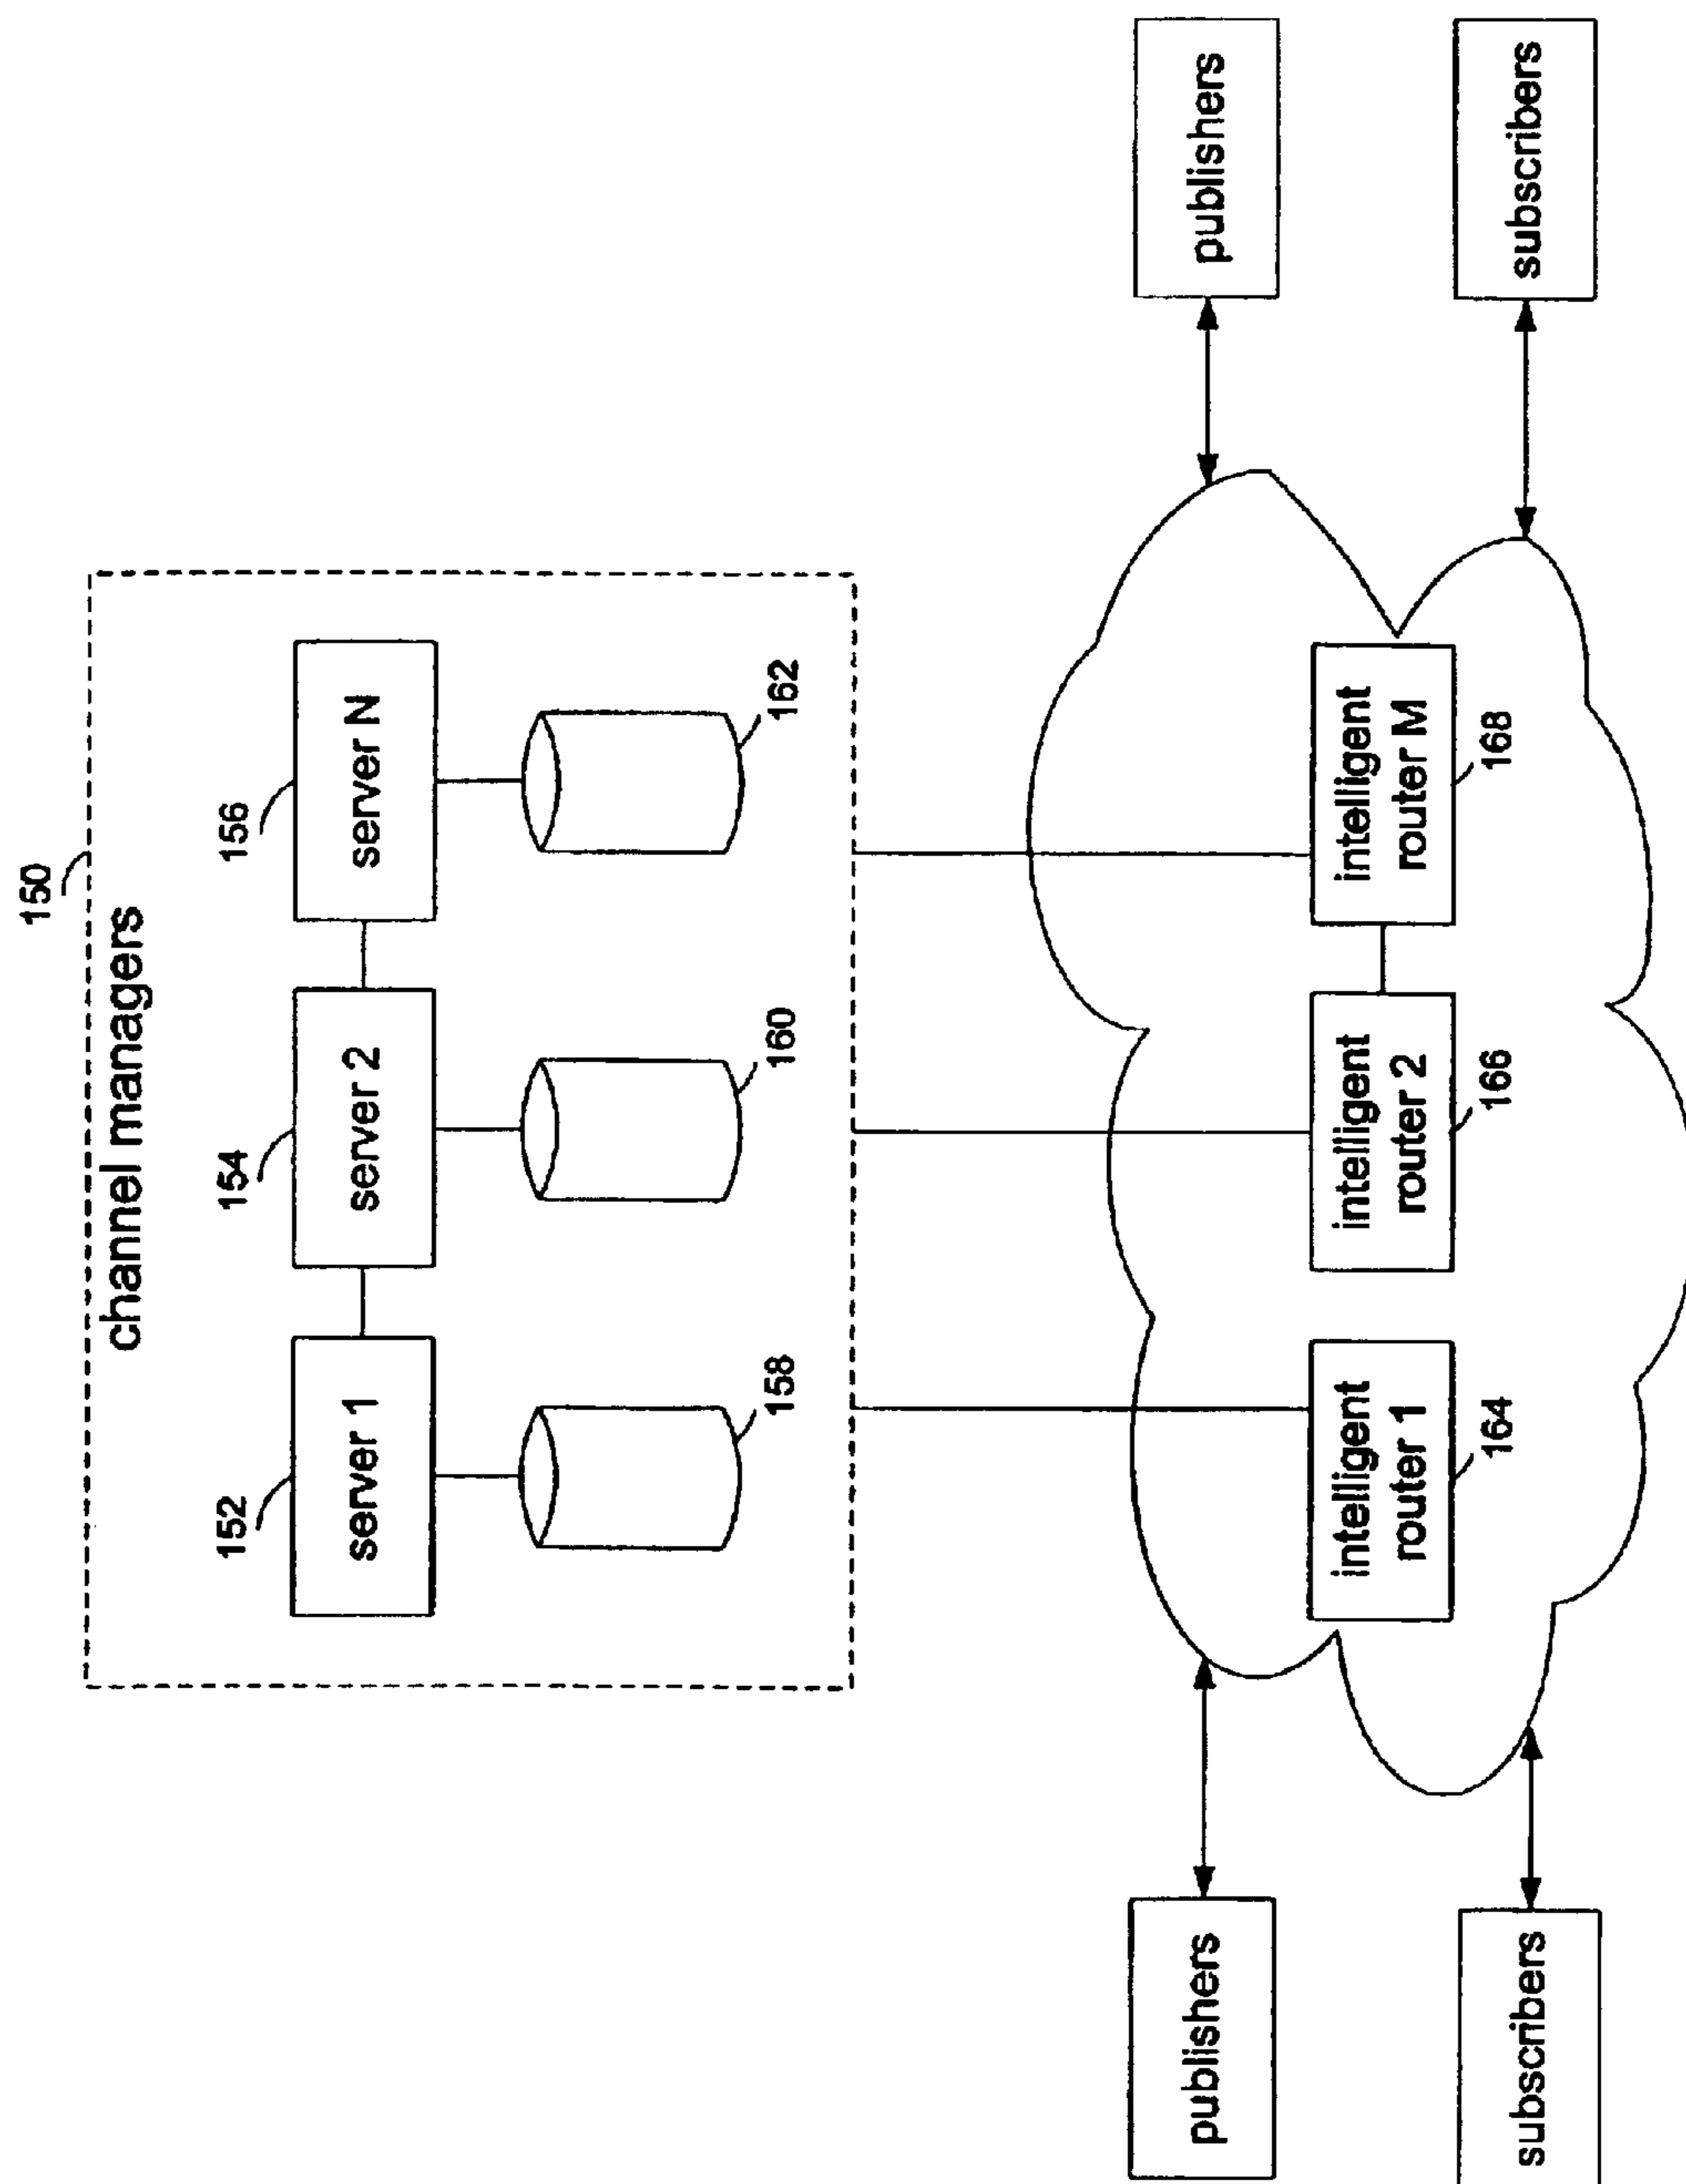 150
channel managers
152
154
156
server 1
server 2
server N
158
160
162
publishers
publishers
intelligent
router 1
intelligent
router 2
intelligent
router M
164
166
168
subscribers
subscribers